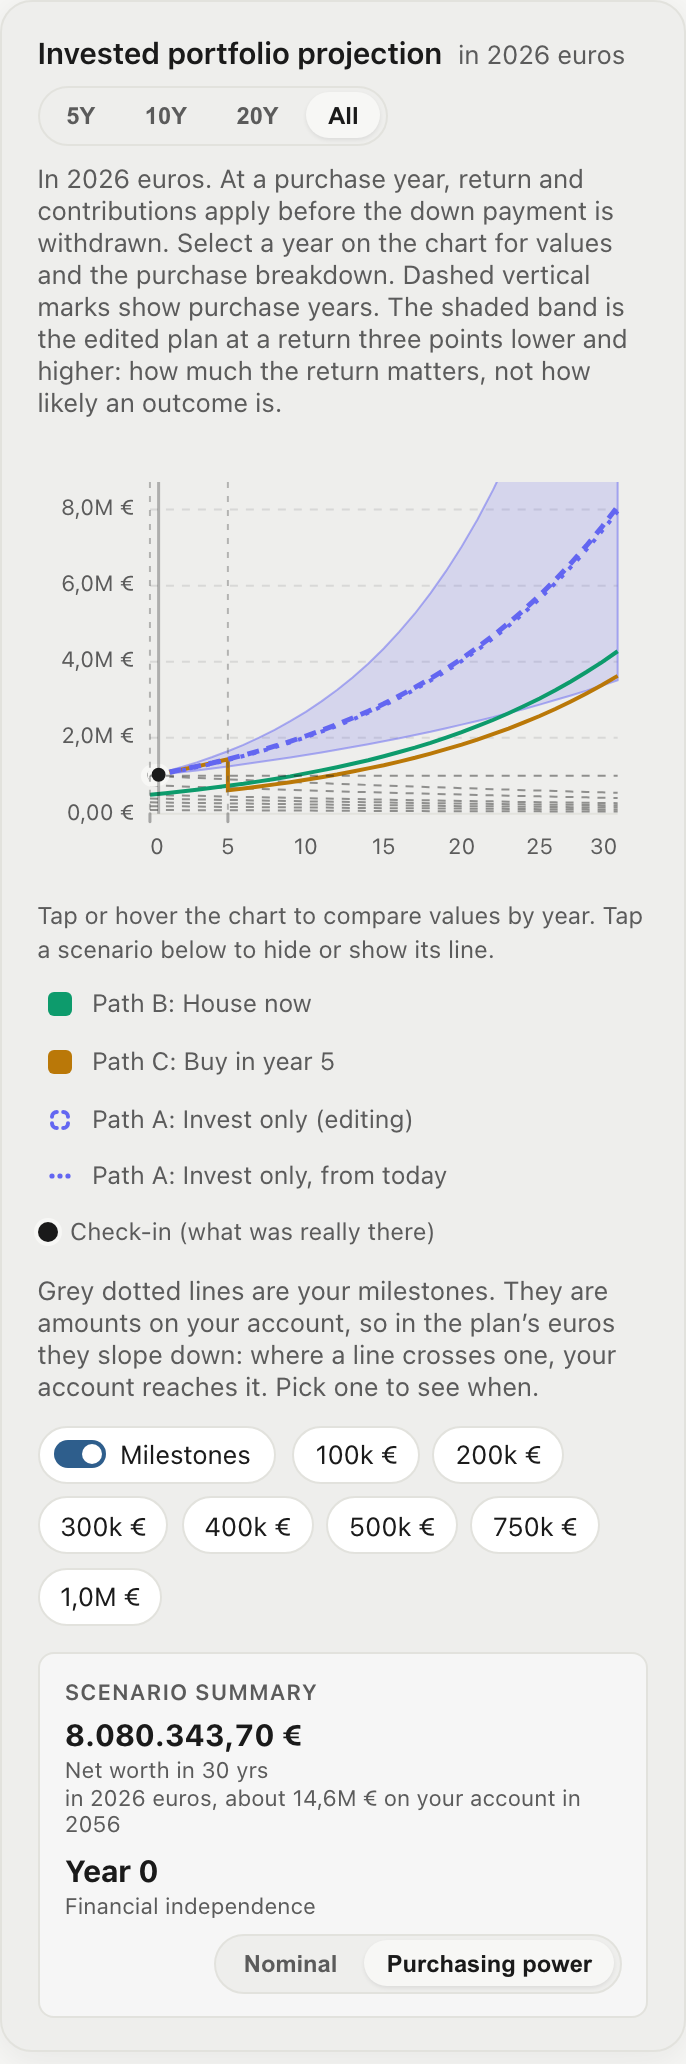 Invested portfolio projection in 2026 euros
5Y 10Y 20Y All
In 2026 euros. At a purchase year, return and
contributions apply before the down payment is
withdrawn. Select a year on the chart for values
and the purchase breakdown. Dashed vertical
marks show purchase years. The shaded band is
the edited plan at a return three points lower and
higher: how much the return matters, not how
likely an outcome is.
8,0M €
6,0M €
4,0M €
2,0M €
0,00 €
0 5 10 15 20 25 30
Tap or hover the chart to compare values by year. Tap
a scenario below to hide or show its line.
Path B: House now
Path C: Buy in year 5
Path A: Invest only (editing)
Path A: Invest only, from today
Check-in (what was really there)
Grey dotted lines are your milestones. They are
amounts on your account, so in the plan’s euros
they slope down: where a line crosses one, your
account reaches it. Pick one to see when.
Milestones 100k € 200k €
300k € 400k € 500k € 750k €
1,0M €
SCENARIO SUMMARY
8.080.343,70 €
Net worth in 30 yrs
in 2026 euros, about 14,6M € on your account in
2056
Year 0
Financial independence
Nominal Purchasing power